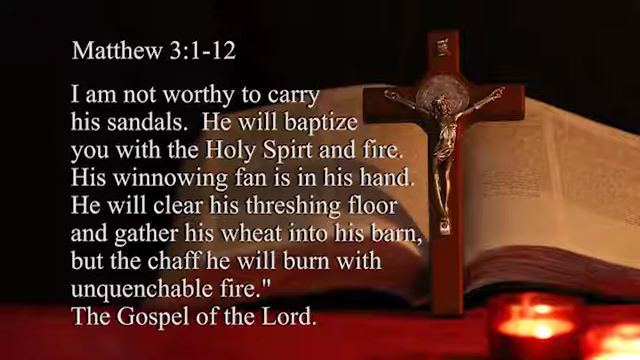 Matthew 3:1-12
I am not worthy to carry
his sandals.  He will baptize
you with the Holy Spirt and fire.
His winnowing fan is in his hand.
He will clear his threshing floor
and gather his wheat into his barn,
but the chaff he will burn with
unquenchable fire."
The Gospel of the Lord.